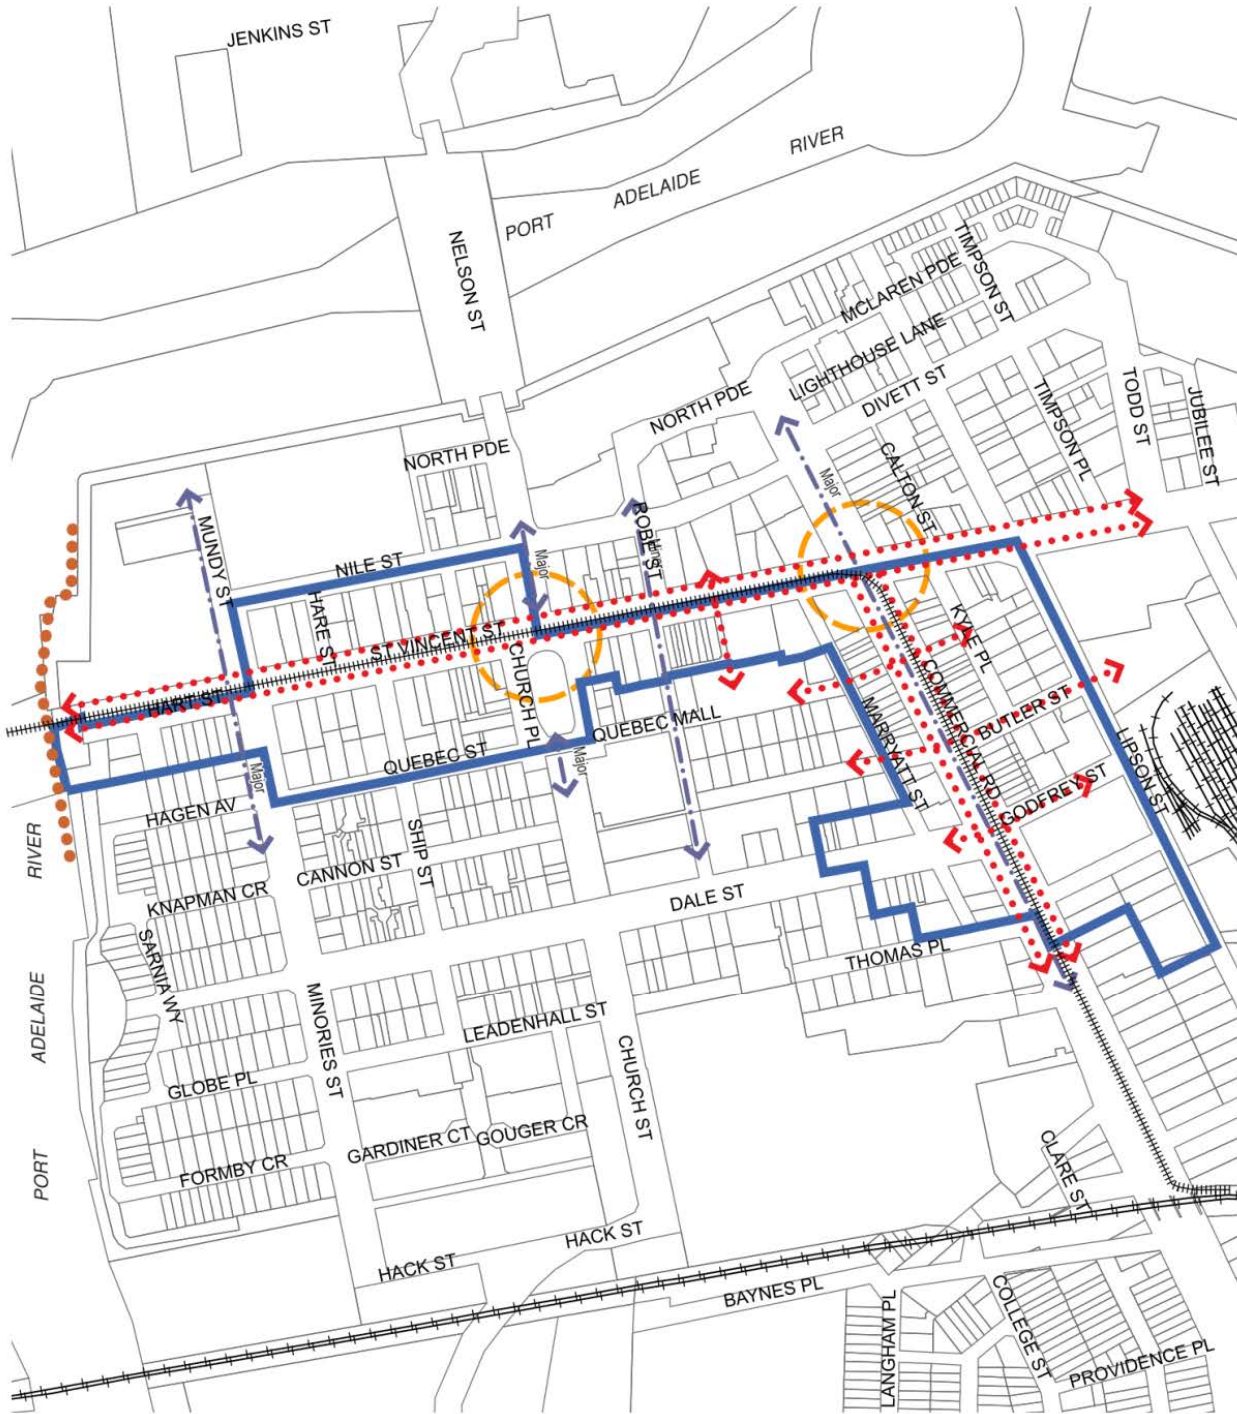 JENKINS ST
RIVER
ADELAIDE
PORT
NELSON ST
TIMPSON ST
MCLAREN PDE
LIGHTHOUSE LANE
DIVETT ST
NORTH PDE
TIMPSON PL
TODD ST
JUBILEE ST
NORTH PDE
CALTON ST
Major
MUNDY ST
NILE ST
Major
ROBE ST
Minor
HARE ST
ST VINCENT ST
HART ST
CHURCH PL
KYAE PL
COMMERCIAL RD
BUTLER ST
MARRYATT ST
LIPSON ST
QUEBEC MALL
QUEBEC ST
Major
Major
GODFREY ST
HAGEN AV
SHIP ST
CANNON ST
KNAPMAN CR
DALE ST
RIVER
SARNIA WY
THOMAS PL
ADELAIDE
MINORIES ST
LEADENHALL ST
CHURCH ST
GLOBE PL
GARDINER CT
GOUGER CR
FORMBY CR
PORT
CLARE ST
HACK ST
HACK ST
BAYNES PL
LANGHAM PL
COLLEGE ST
PROVIDENCE PL